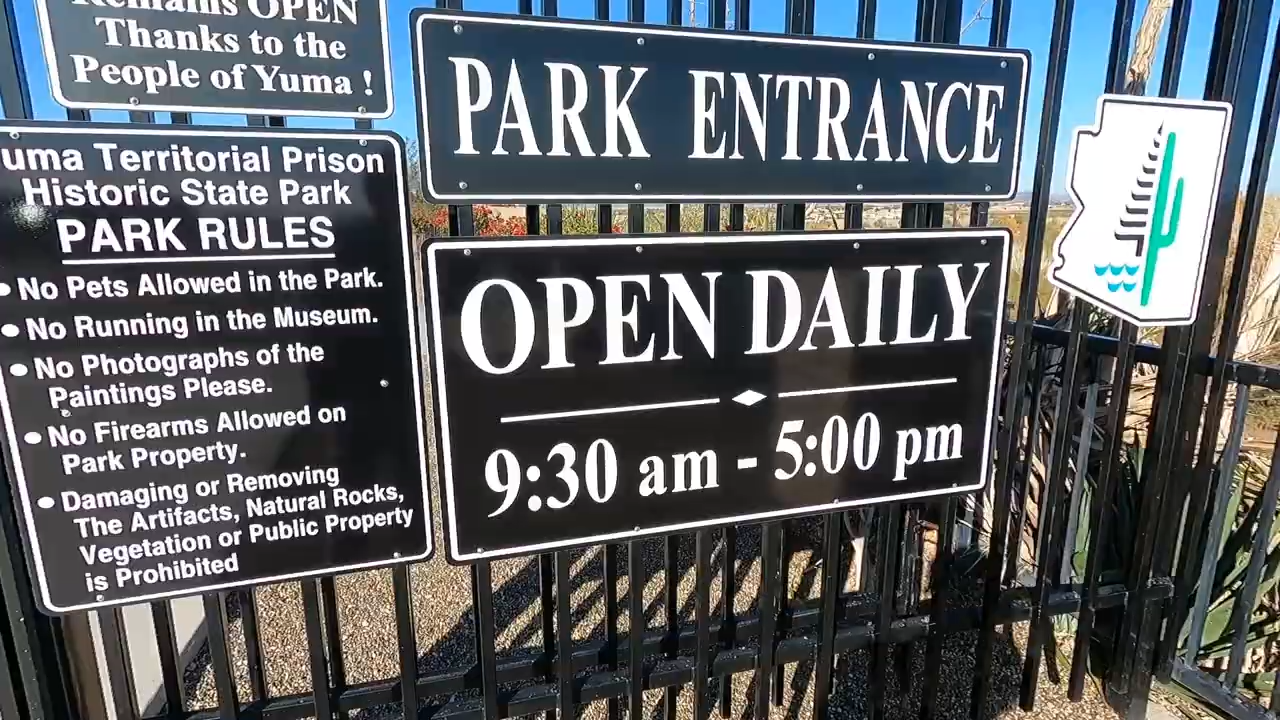 Remains OPEN
Thanks to the
People of Yuma !
uma Territorial Prison
Historic State Park
PARK RULES
• No Pets Allowed in the Park.
• No Running in the Museum.
• No Photographs of the
Paintings Please.
• No Firearms Allowed on
Park Property.
• Damaging or Removing
The Artifacts, Natural Rocks,
Vegetation or Public Property
is Prohibited
PARK ENTRANCE
OPEN DAILY
9:30 am - 5:00 pm